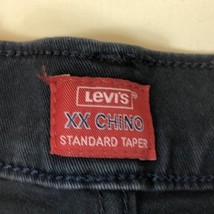 LEVI'S
XX CHINO
STANDARD TAPER